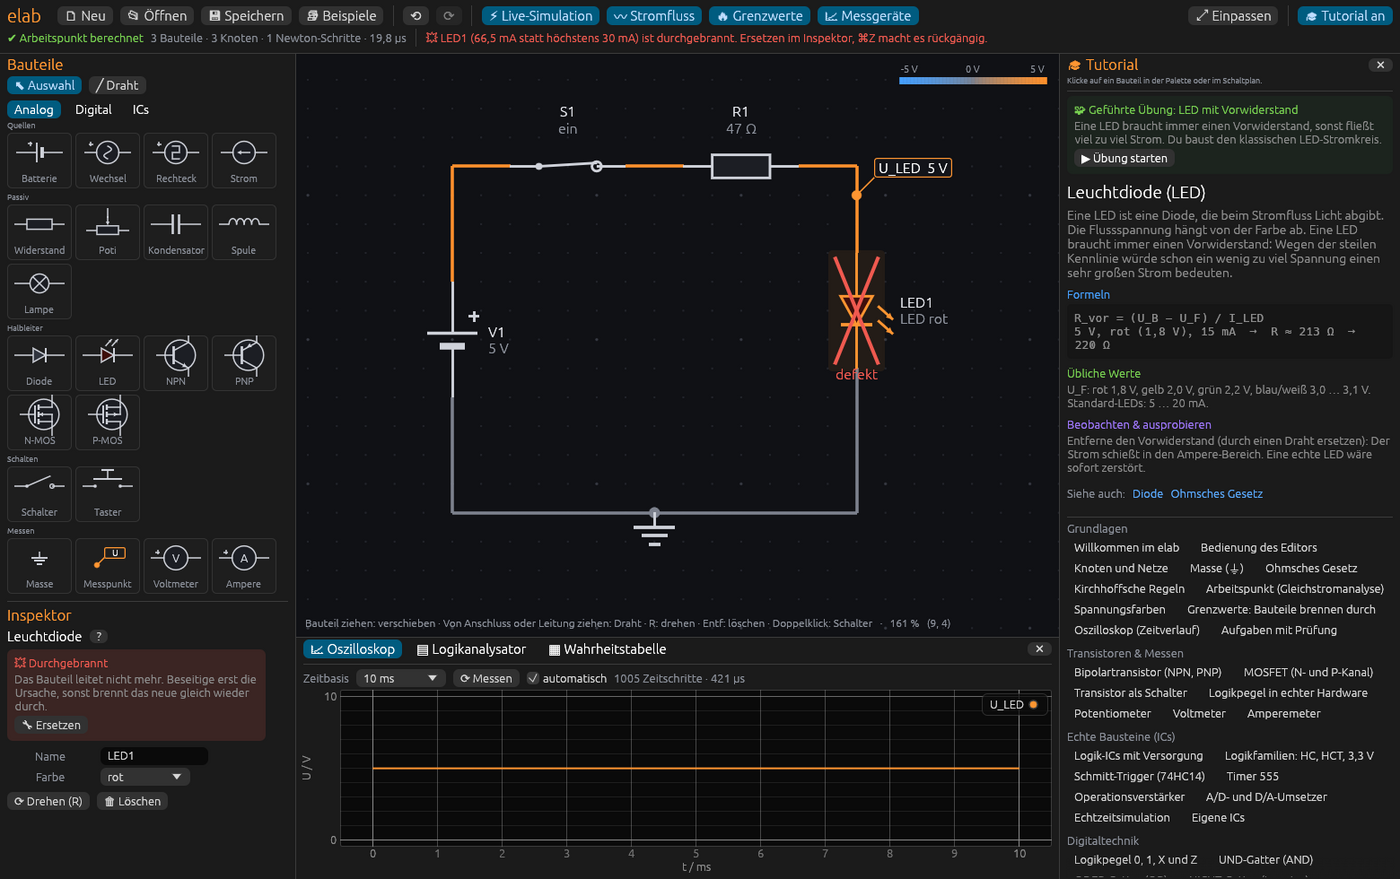 elab Neu Öffnen Speichern Beispiele Live-Simulation Stromfluss Grenzwerte Messgeräte Einpassen Tutorial an
✔ Arbeitspunkt berechnet 3 Bauteile · 3 Knoten · 1 Newton-Schritte · 19,8 µs LED1 (66,5 mA statt höchstens 30 mA) ist durchgebrannt. Ersetzen im Inspektor, ⌘Z macht es rückgängig.
Bauteile
Auswahl Draht
Analog Digital ICs
Quellen
Batterie Wechsel Rechteck Strom
Passiv
Widerstand Poti Kondensator Spule
Lampe
Halbleiter
Diode LED NPN PNP
N-MOS P-MOS
Schalten
Schalter Taster
Messen
U V A
Masse Messpunkt Voltmeter Ampere
Inspektor
Leuchtdiode ?
Durchgebrannt
Das Bauteil leitet nicht mehr. Beseitige erst die
Ursache, sonst brennt das neue gleich wieder
durch.
Ersetzen
Name LED1
Farbe rot
Drehen (R) Löschen
-5 V 0 V 5 V
S1
ein
R1
47 Ω
U_LED 5 V
+
V1
5 V
LED1
LED rot
defekt
Bauteil ziehen: verschieben · Von Anschluss oder Leitung ziehen: Draht · R: drehen · Entf: löschen · Doppelklick: Schalter · 161 % (9, 4)
Oszilloskop Logikanalysator Wahrheitstabelle
Zeitbasis 10 ms Messen automatisch 1005 Zeitschritte · 421 µs
U_LED
10
U / V
0
0 1 2 3 4 5 6 7 8 9 10
t / ms
Tutorial
Klicke auf ein Bauteil in der Palette oder im Schaltplan.
Geführte Übung: LED mit Vorwiderstand
Eine LED braucht immer einen Vorwiderstand, sonst fließt
viel zu viel Strom. Du baust den klassischen LED-Stromkreis.
▶ Übung starten
Leuchtdiode (LED)
Eine LED ist eine Diode, die beim Stromfluss Licht abgibt.
Die Flussspannung hängt von der Farbe ab. Eine LED
braucht immer einen Vorwiderstand: Wegen der steilen
Kennlinie würde schon ein wenig zu viel Spannung einen
sehr großen Strom bedeuten.
Formeln
R_vor = (U_B − U_F) / I_LED
5 V, rot (1,8 V), 15 mA → R ≈ 213 Ω →
220 Ω
Übliche Werte
U_F: rot 1,8 V, gelb 2,0 V, grün 2,2 V, blau/weiß 3,0 … 3,1 V.
Standard-LEDs: 5 … 20 mA.
Beobachten & ausprobieren
Entferne den Vorwiderstand (durch einen Draht ersetzen): Der
Strom schießt in den Ampere-Bereich. Eine echte LED wäre
sofort zerstört.
Siehe auch: Diode Ohmsches Gesetz
Grundlagen
Willkommen im elab Bedienung des Editors
Knoten und Netze Masse (⏚) Ohmsches Gesetz
Kirchhoffsche Regeln Arbeitspunkt (Gleichstromanalyse)
Spannungsfarben Grenzwerte: Bauteile brennen durch
Oszilloskop (Zeitverlauf) Aufgaben mit Prüfung
Transistoren & Messen
Bipolartransistor (NPN, PNP) MOSFET (N- und P-Kanal)
Transistor als Schalter Logikpegel in echter Hardware
Potentiometer Voltmeter Amperemeter
Echte Bausteine (ICs)
Logik-ICs mit Versorgung Logikfamilien: HC, HCT, 3,3 V
Schmitt-Trigger (74HC14) Timer 555
Operationsverstärker A/D- und D/A-Umsetzer
Echtzeitsimulation Eigene ICs
Digitaltechnik
Logikpegel 0, 1, X und Z UND-Gatter (AND)